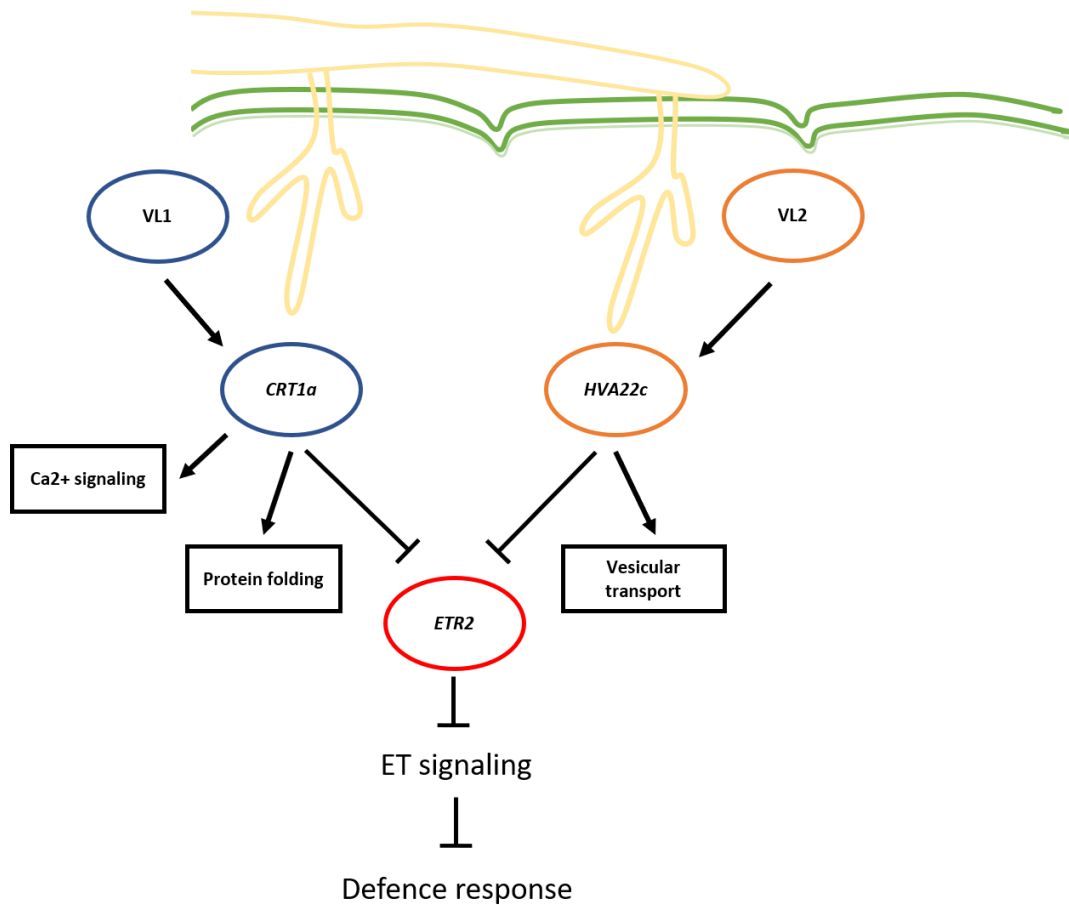 VL1
VL2
CRT1a
HVA22c
Ca2+ signaling
Protein folding
Vesicular
transport
ETR2
ET signaling
Defence response